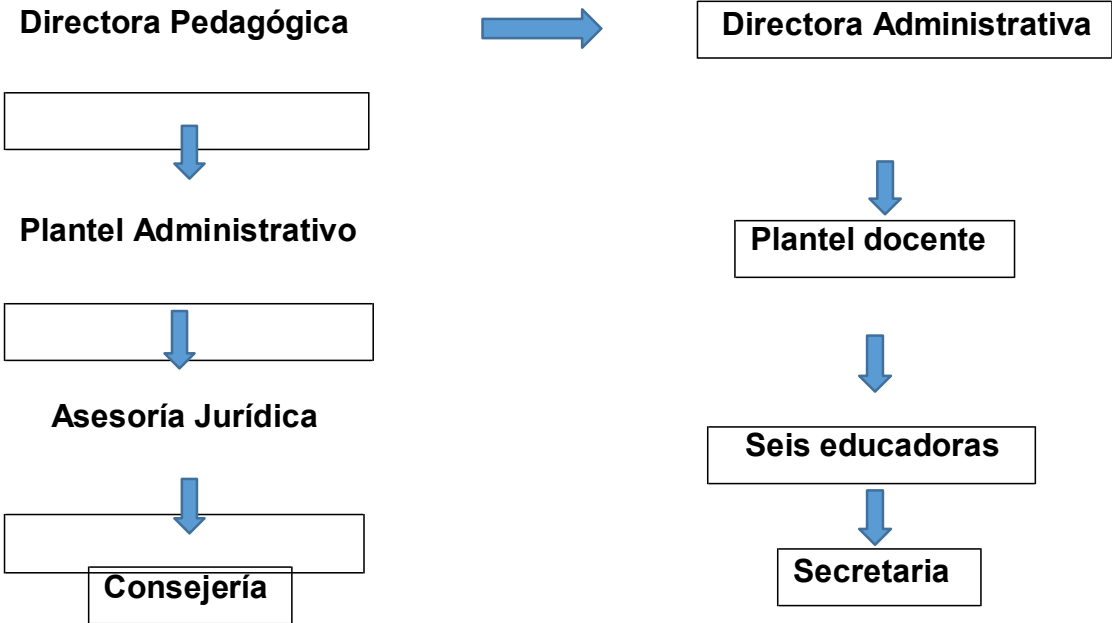 Directora Pedagógica
Directora Administrativa
Plantel Administrativo
Plantel docente
Asesoría Jurídica
Seis educadoras
Consejería
Secretaria